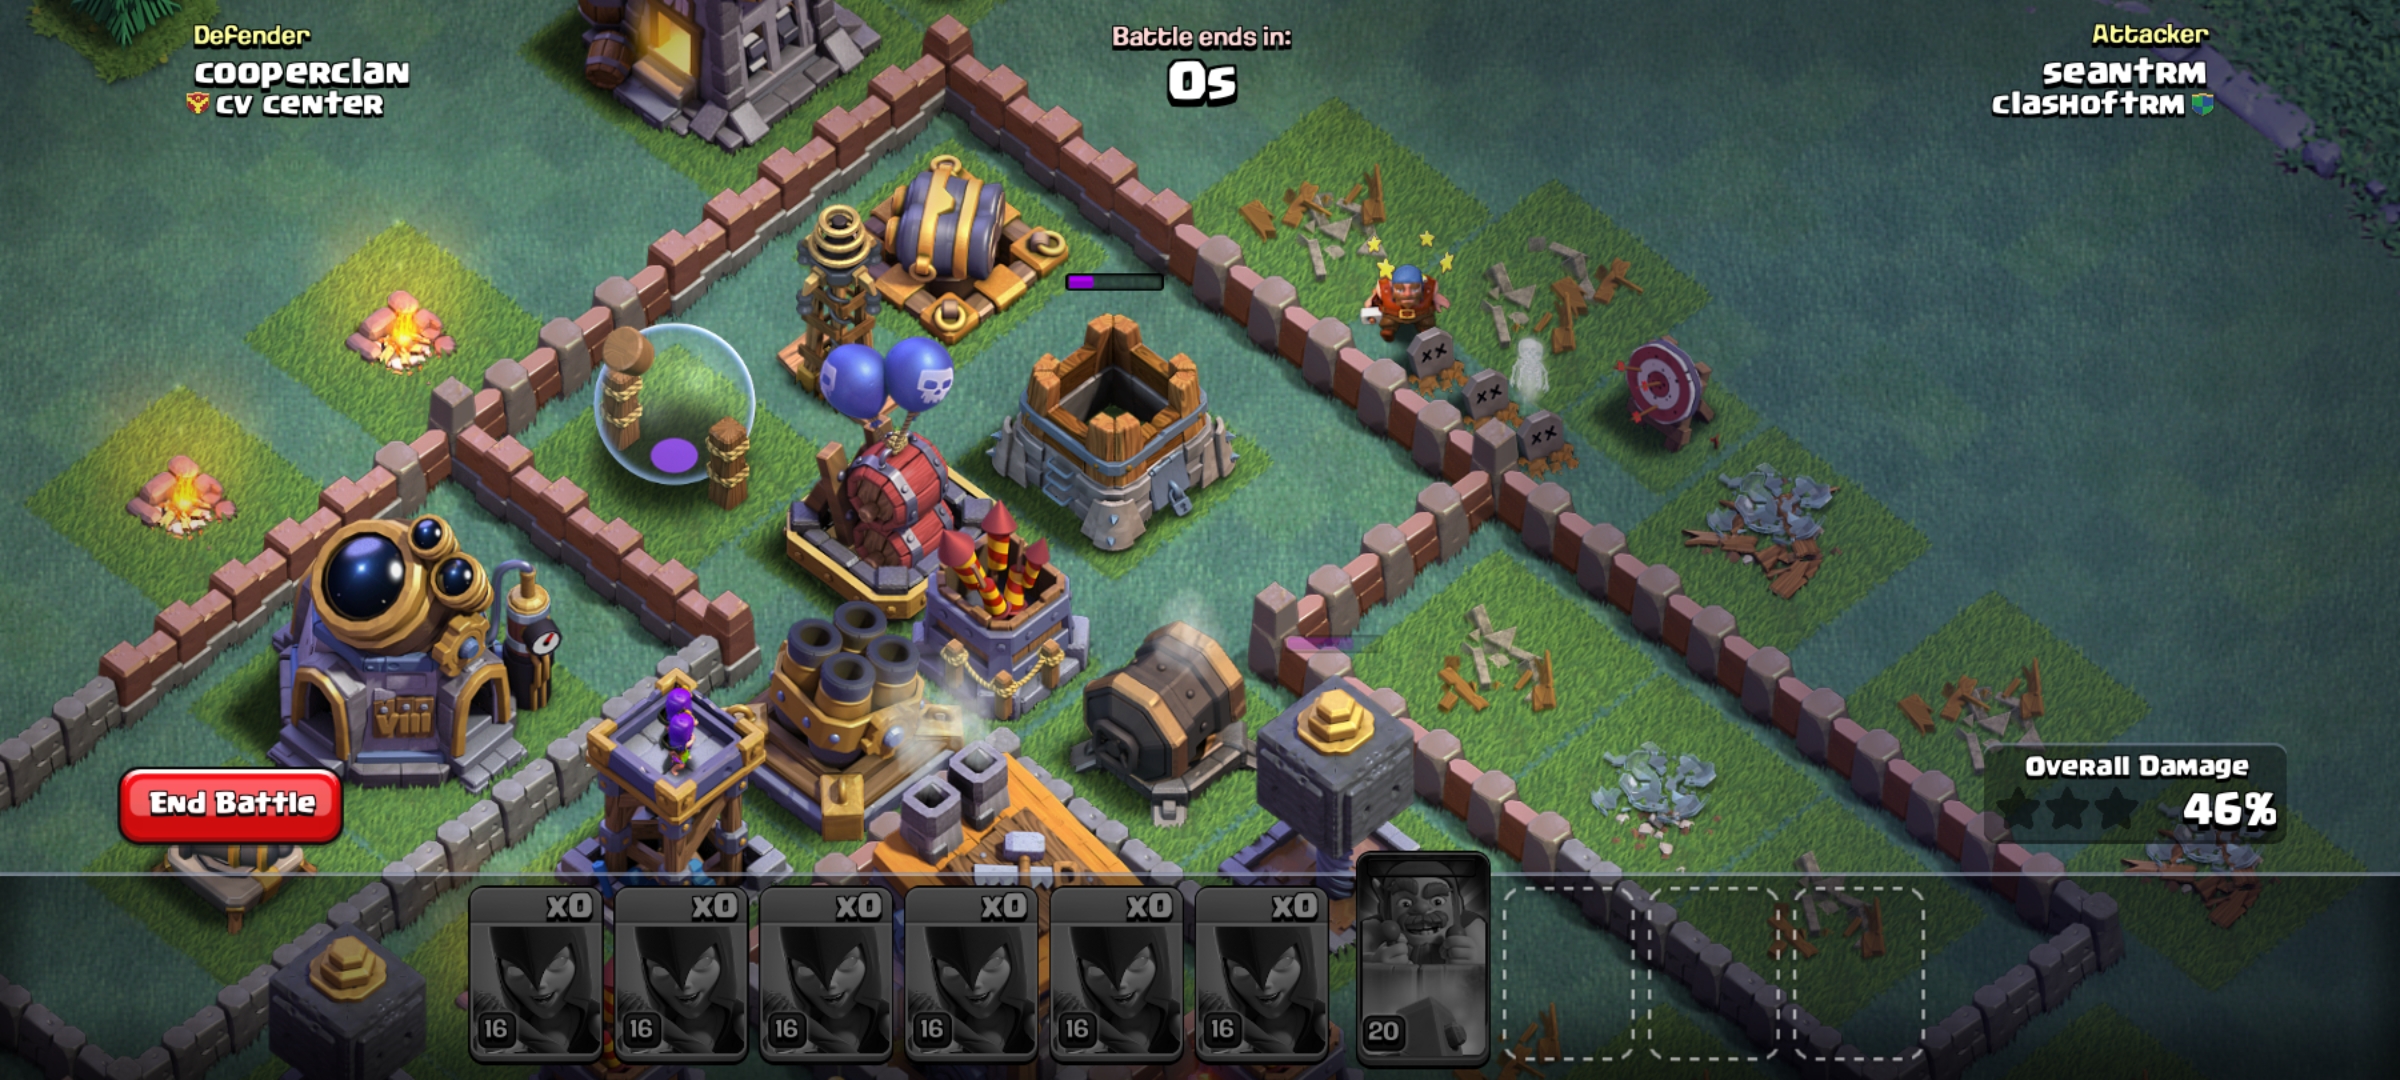 Defender
cooperclan
cv center
Battle ends in:
0s
Attacker
seantrm
clashoftrm
VIII
End Battle
Overall Damage
46%
x0
x0
x0
x0
x0
x0
16
16
16
16
16
16
20